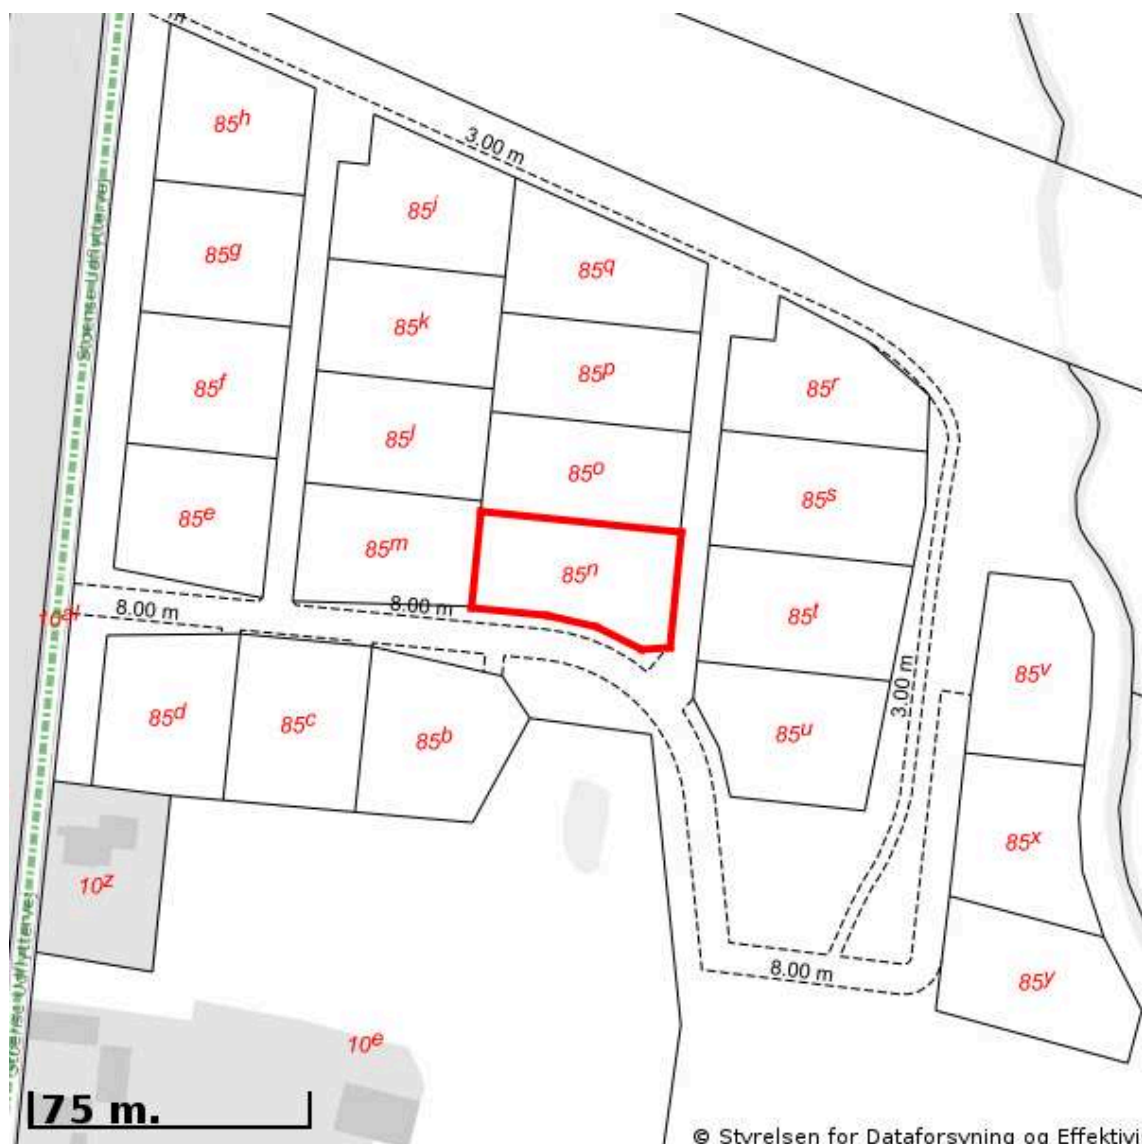 3.00 m
85h
85i
85g
85q
85k
85p
85r
85f
85l
85o
85s
85e
85m
85n
8.00 m
8.00 m
85t
3.00 m
85v
85d
85c
85b
85u
85x
10z
8.00 m
85y
10e
75 m.
© Styrelsen for Dataforsyning og Effektivi